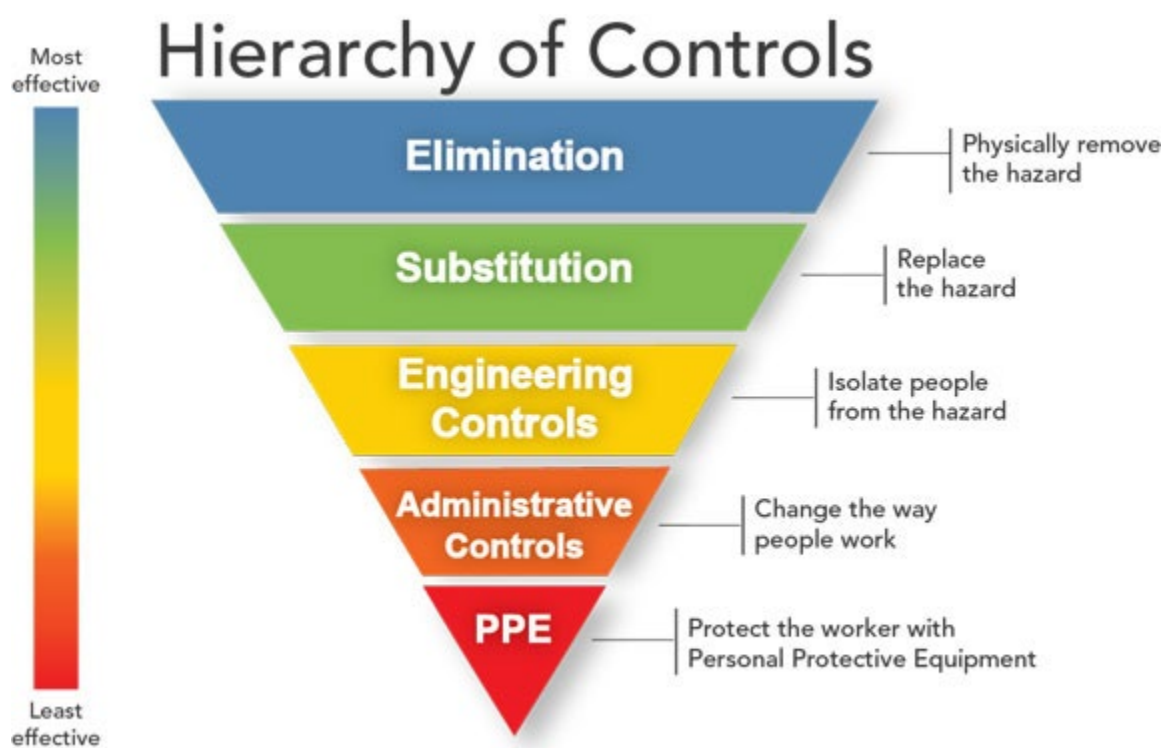 Hierarchy of Controls
Most
effective
Elimination
Physically remove
the hazard
Substitution
Replace
the hazard
Engineering
Controls
Isolate people
from the hazard
Administrative
Controls
Change the way
people work
PPE
Protect the worker with
Personal Protective Equipment
Least
effective